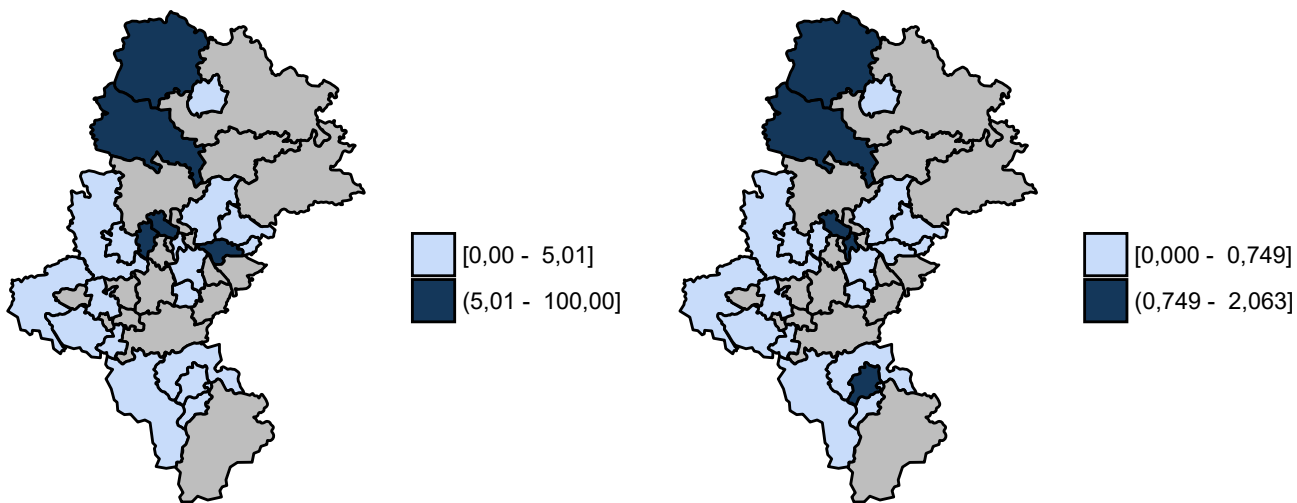 [0,00 - 5,01]
(5,01 - 100,00]
[0,000 - 0,749]
(0,749 - 2,063]